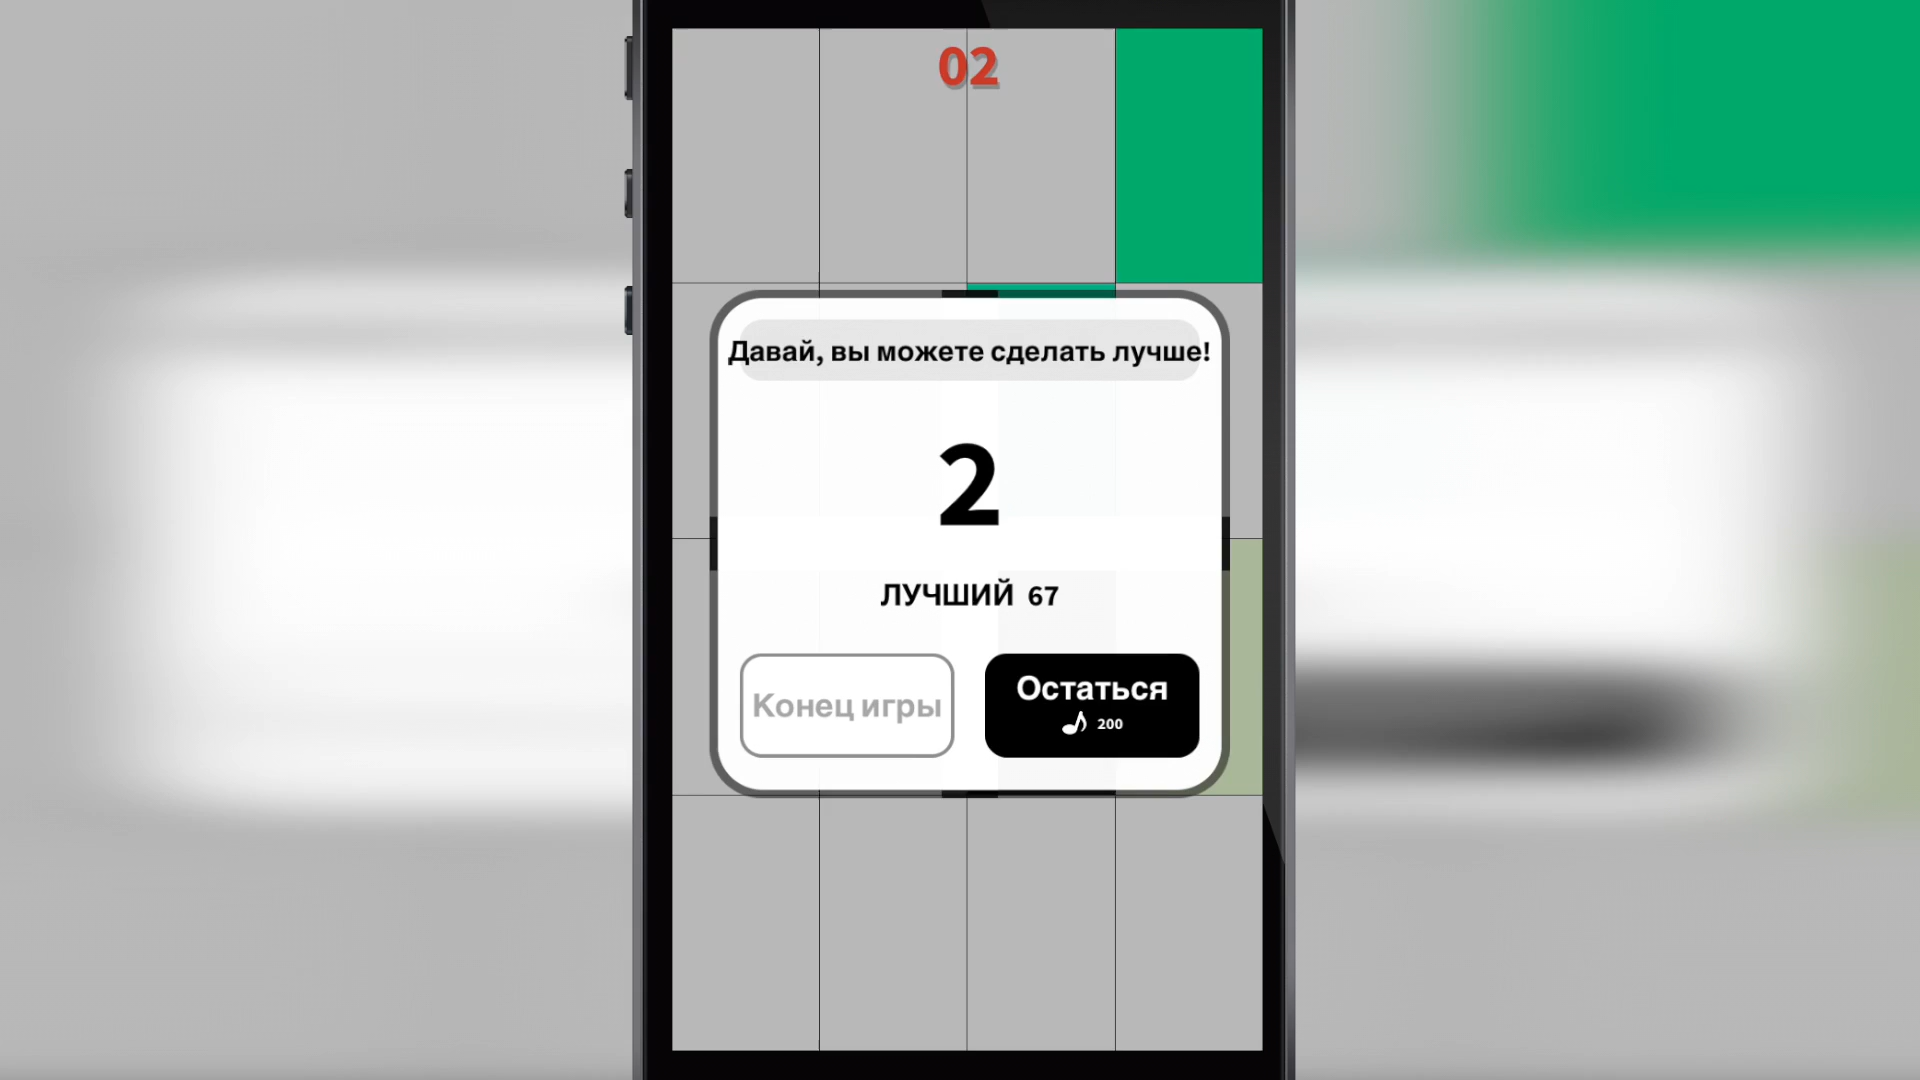 02
Давай, вы можете сделать лучше!
2
ЛУЧШИЙ 67
Конец игры
Остаться
200